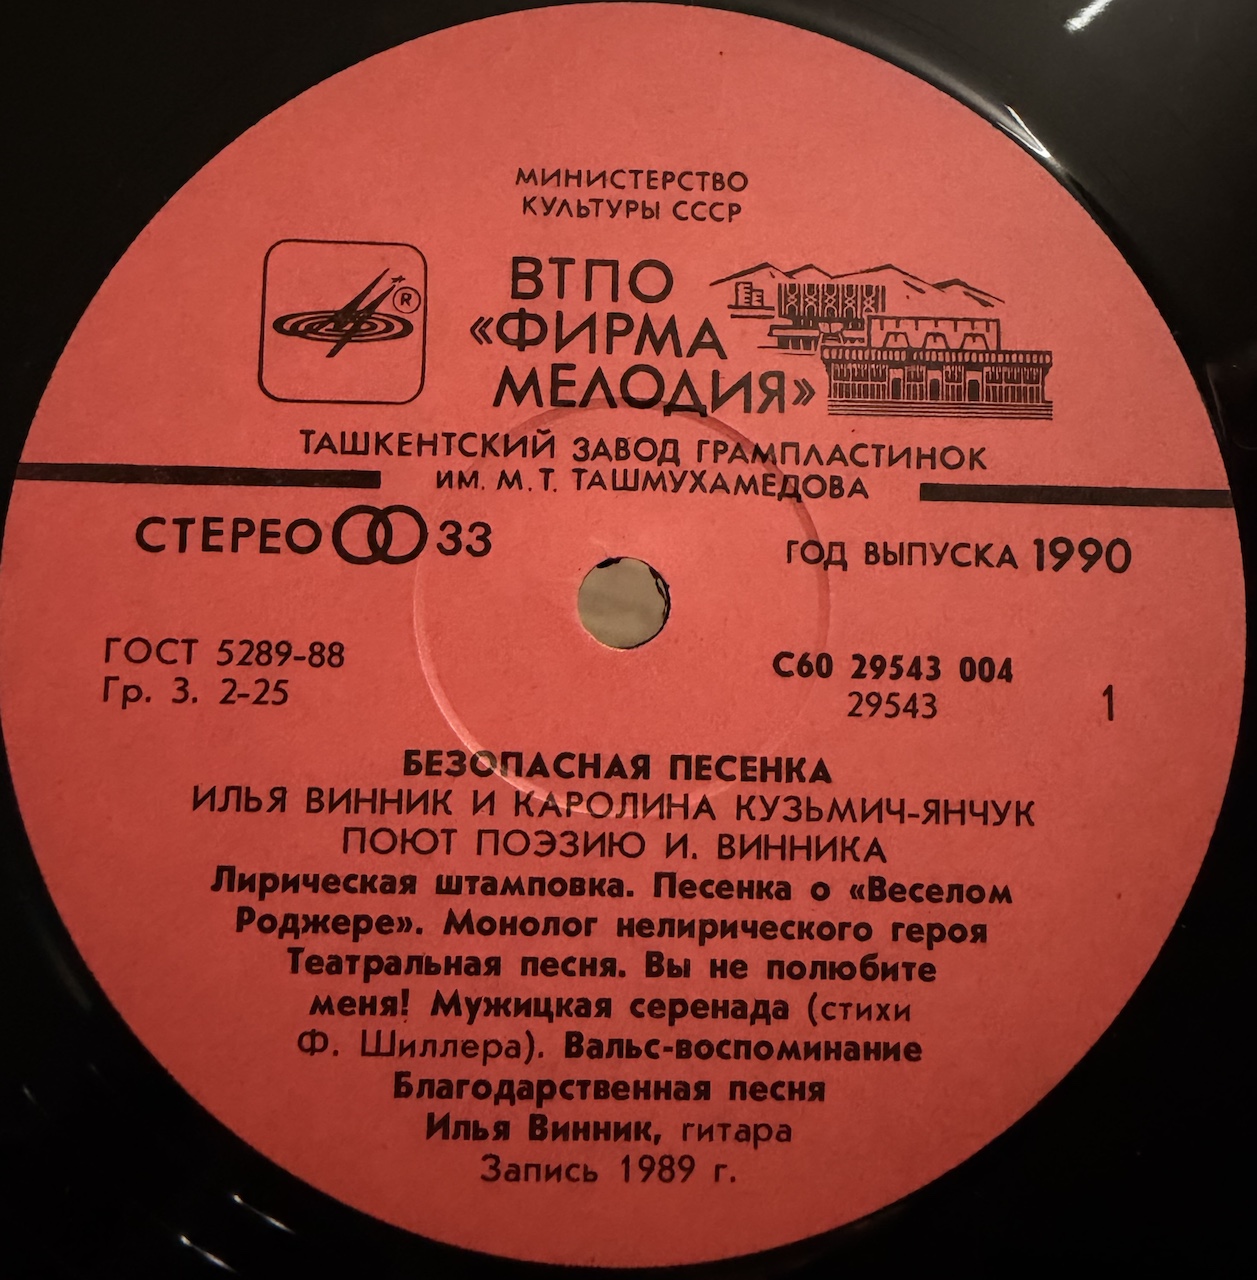 МИНИСТЕРСТВО
КУЛЬТУРЫ СССР
ВТПО
«ФИРМА
МЕЛОДИЯ»
®
ТАШКЕНТСКИЙ ЗАВОД ГРАМПЛАСТИНОК
ИМ. М. Т. ТАШМУХАМЕДОВА
СТЕРЕО 33
ГОД ВЫПУСКА 1990
ГОСТ 5289-88
Гр. 3. 2-25
С60 29543 004
29543
1
БЕЗОПАСНАЯ ПЕСЕНКА
ИЛЬЯ ВИННИК И КАРОЛИНА КУЗЬМИЧ-ЯНЧУК
ПОЮТ ПОЭЗИЮ И. ВИННИКА
Лирическая штамповка. Песенка о «Веселом
Роджере». Монолог нелирического героя
Театральная песня. Вы не полюбите
меня! Мужицкая серенада (стихи
Ф. Шиллера). Вальс-воспоминание
Благодарственная песня
Илья Винник, гитара
Запись 1989 г.